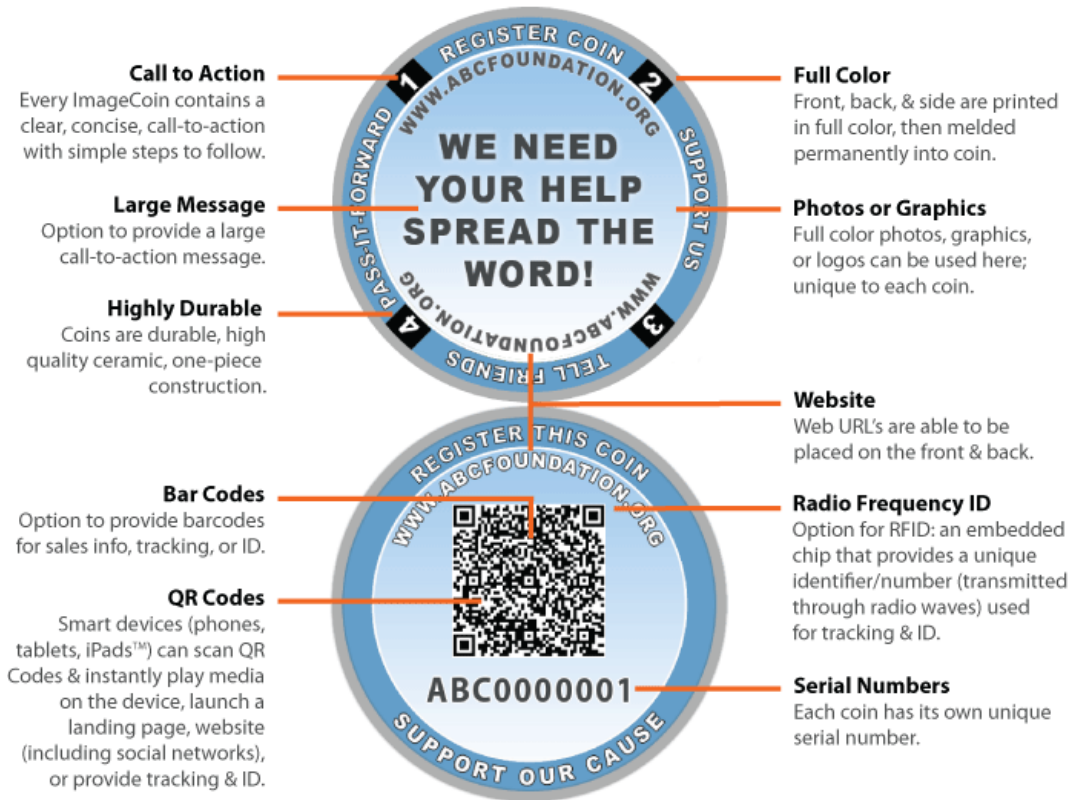 Call to Action
Every ImageCoin contains a
clear, concise, call-to-action
with simple steps to follow.
Large Message
Option to provide a large
call-to-action message.
Highly Durable
Coins are durable, high
quality ceramic, one-piece
construction.
1
REGISTER COIN
2
SUPPORT US
3
TELL FRIENDS
4
PASS-IT-FORWARD
WWW.ABCFOUNDATION.ORG
WE NEED
YOUR HELP
SPREAD THE
WORD!
WWW.ABCFOUNDATION.ORG
Full Color
Front, back, & side are printed
in full color, then melded
permanently into coin.
Photos or Graphics
Full color photos, graphics,
or logos can be used here;
unique to each coin.
Website
Web URL's are able to be
placed on the front & back.
Bar Codes
Option to provide barcodes
for sales info, tracking, or ID.
QR Codes
Smart devices (phones,
tablets, iPads™) can scan QR
Codes & instantly play media
on the device, launch a
landing page, website
(including social networks),
or provide tracking & ID.
REGISTER THIS COIN
WWW.ABCFOUNDATION.ORG
ABC0000001
SUPPORT OUR CAUSE
Radio Frequency ID
Option for RFID: an embedded
chip that provides a unique
identifier/number (transmitted
through radio waves) used
for tracking & ID.
Serial Numbers
Each coin has its own unique
serial number.